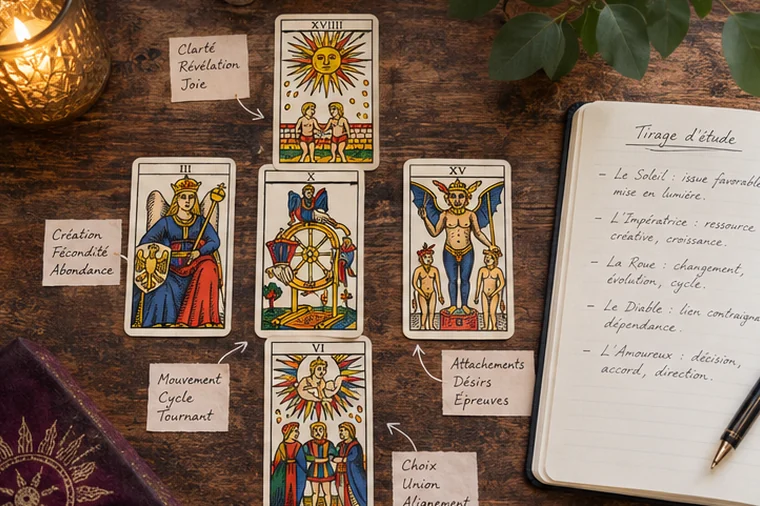 XVIIII
Clarté
Révélation
Joie
III
X
XV
Création
Fécondité
Abondance
Mouvement
Cycle
Tournant
VI
Attachements
Désirs
Épreuves
Choix
Union
Alignement
Tirage d'étude
– Le Soleil : issue favorable
mise en lumière.
– L'Impératrice : ressource
créative, croissance.
– La Roue : changement,
évolution, cycle.
– Le Diable : lien contraigna
dépendance.
– L'Amoureux : décision,
accord, direction.